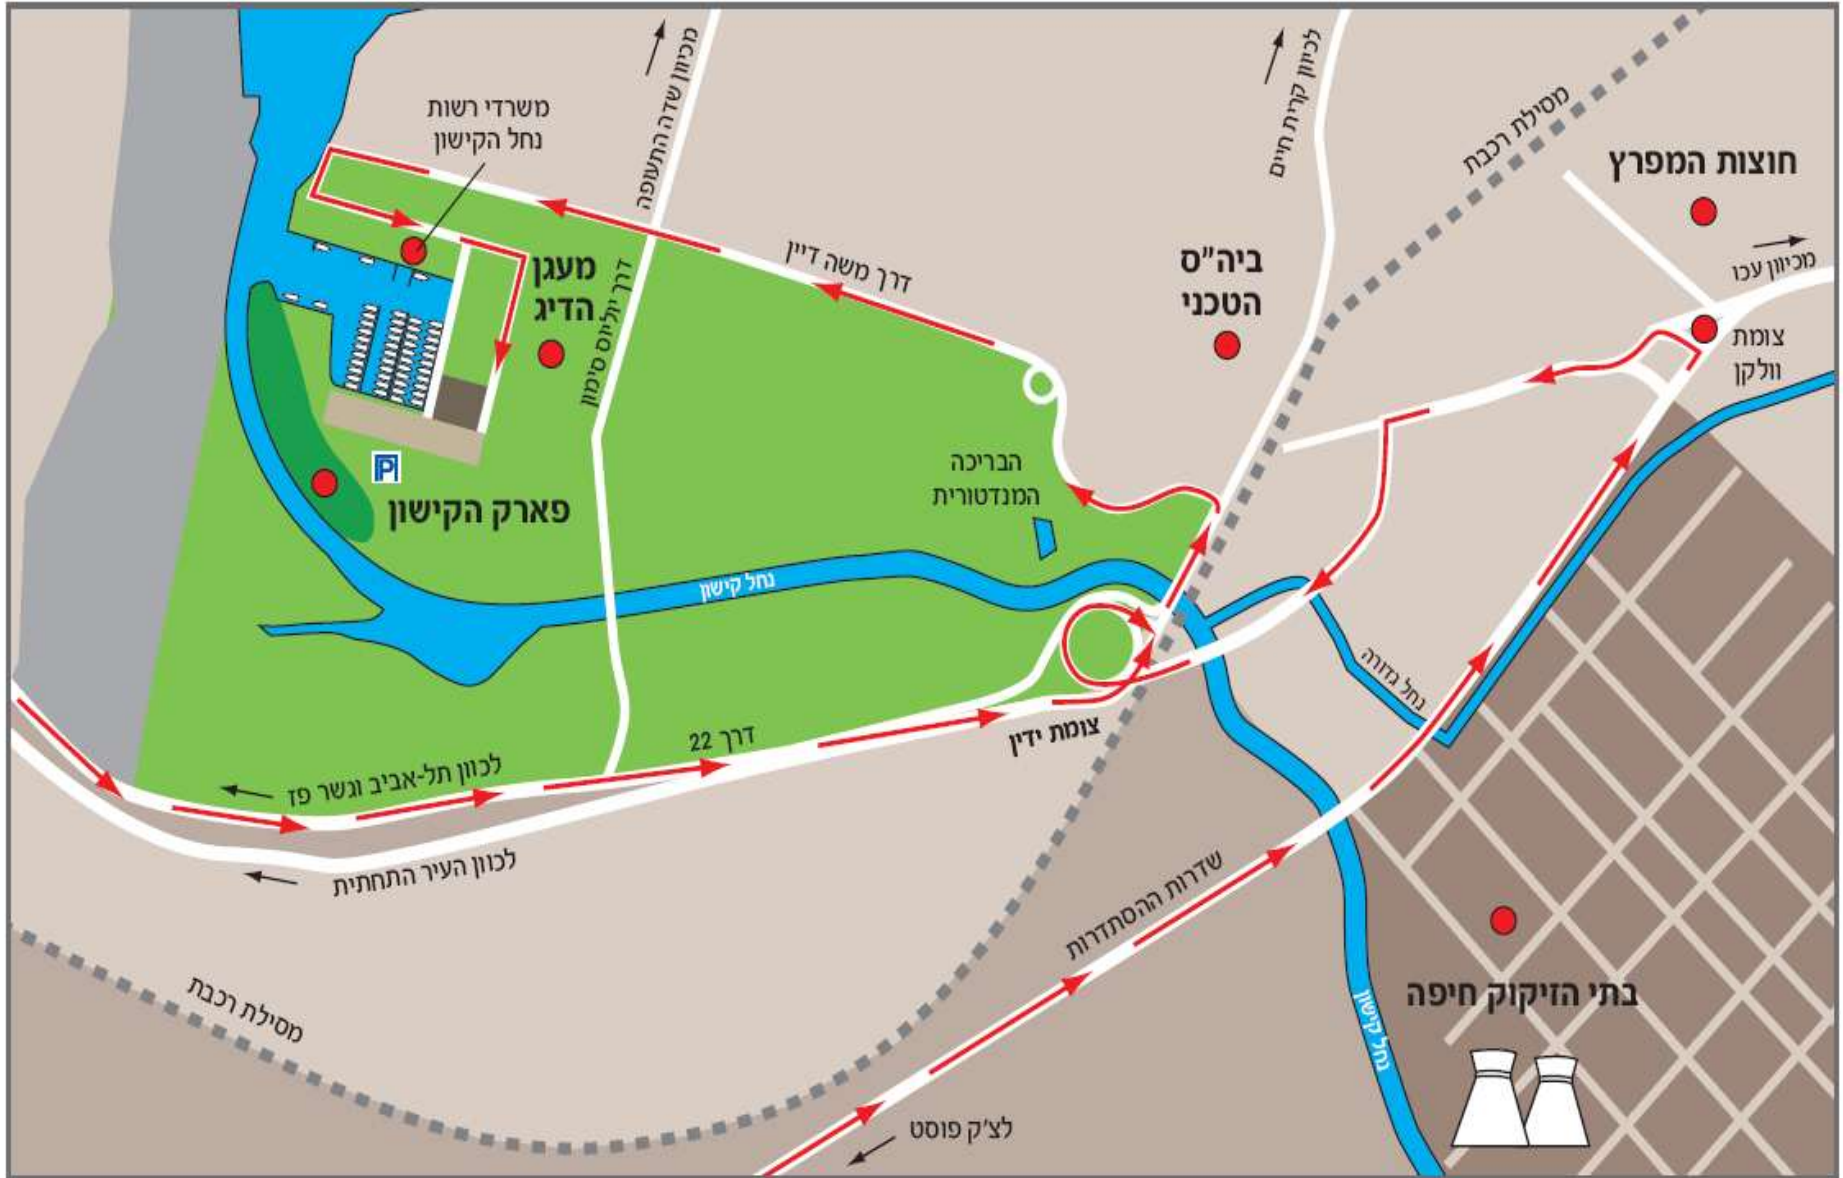 מכיוון שדה התעופה
לכיוון קרית חיים
מסילת רכבת
משרדי רשות
נחל הקישון
חוצות המפרץ
מכיוון עכו
ביה"ס
הטכני
דרך משה דיין
מעגן
הדיג
דרך יוליוס סימון
צומת
וולקן
הבריכה
המנדטורית
P
פארק הקישון
נחל קישון
נחל גדורה
צומת ידין
דרך 22
לכוון תל-אביב וגשר פז
לכוון העיר התחתית
שדרות ההסתדרות
בתי הזיקוק חיפה
נחל קישון
מסילת רכבת
לצ'ק פוסט